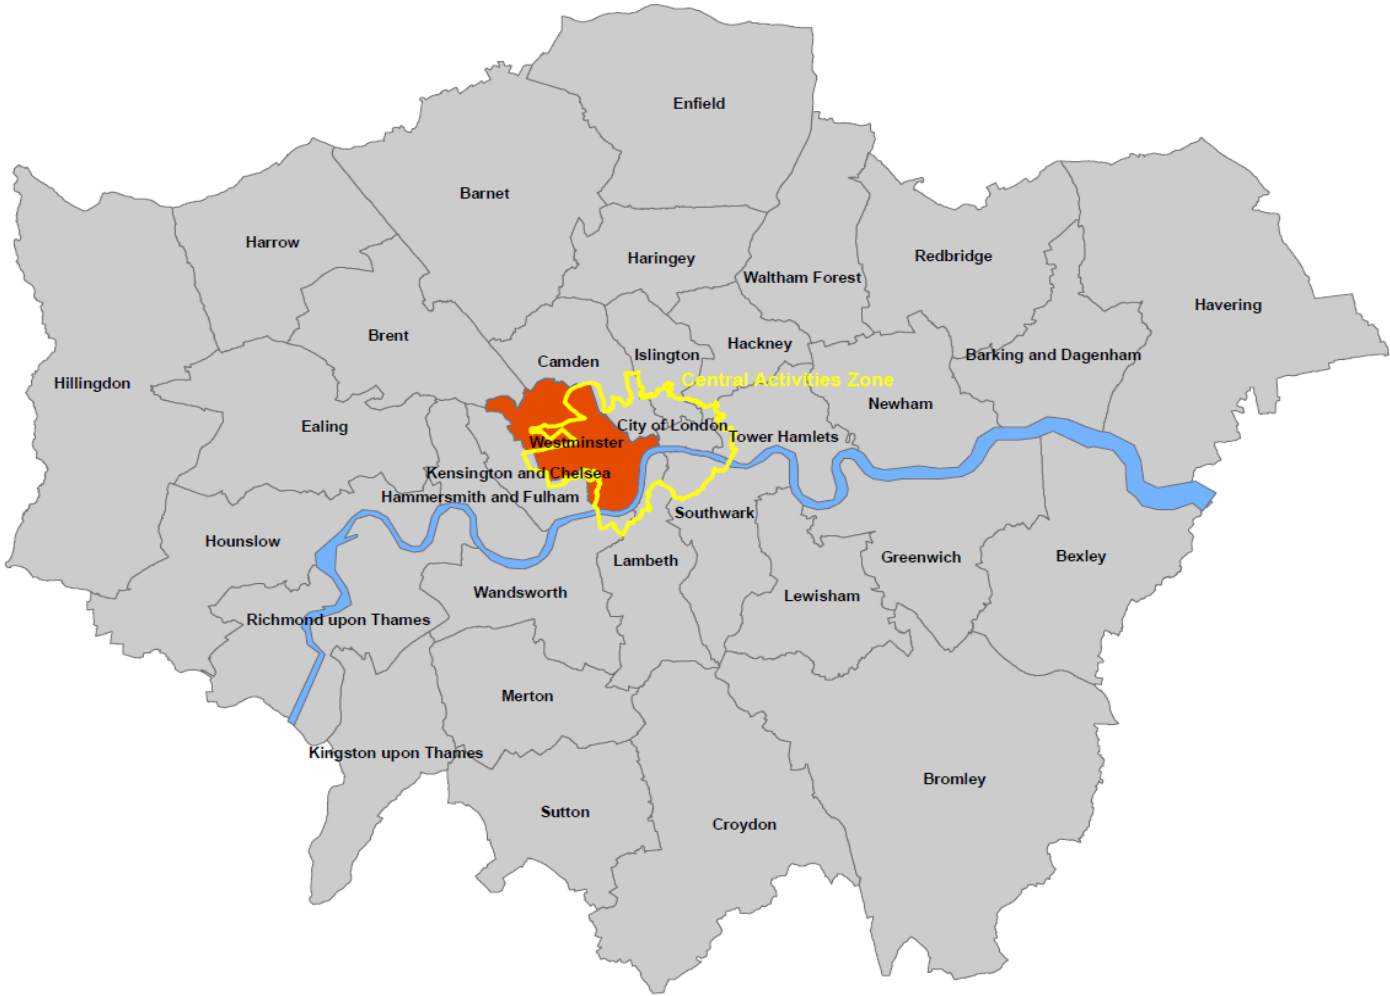 Enfield
Barnet
Harrow
Haringey
Redbridge
Waltham Forest
Havering
Brent
Hackney
Islington
Barking and Dagenham
Camden
Central Activities Zone
Hillingdon
Newham
Ealing
City of London
Tower Hamlets
Westminster
Kensington and Chelsea
Hammersmith and Fulham
Southwark
Hounslow
Greenwich
Bexley
Lambeth
Wandsworth
Lewisham
Richmond upon Thames
Merton
Kingston upon Thames
Bromley
Sutton
Croydon